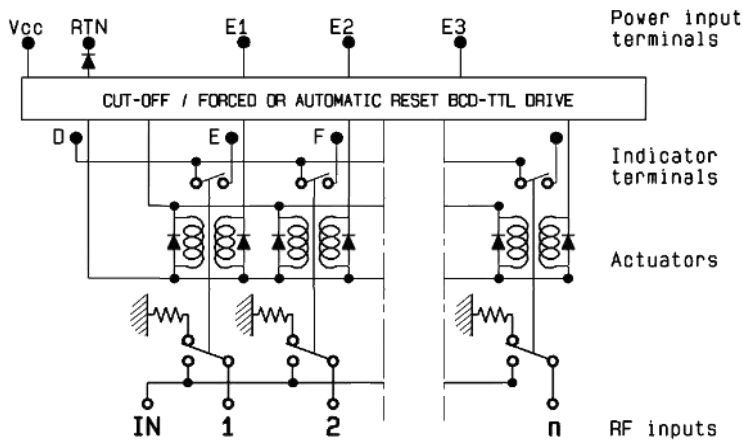 Vcc RTN E1 E2 E3 Power input
terminals
CUT-OFF / FORCED OR AUTOMATIC RESET BCD-TTL DRIVE
D E F Indicator
terminals
Actuators
IN 1 2 n RF inputs